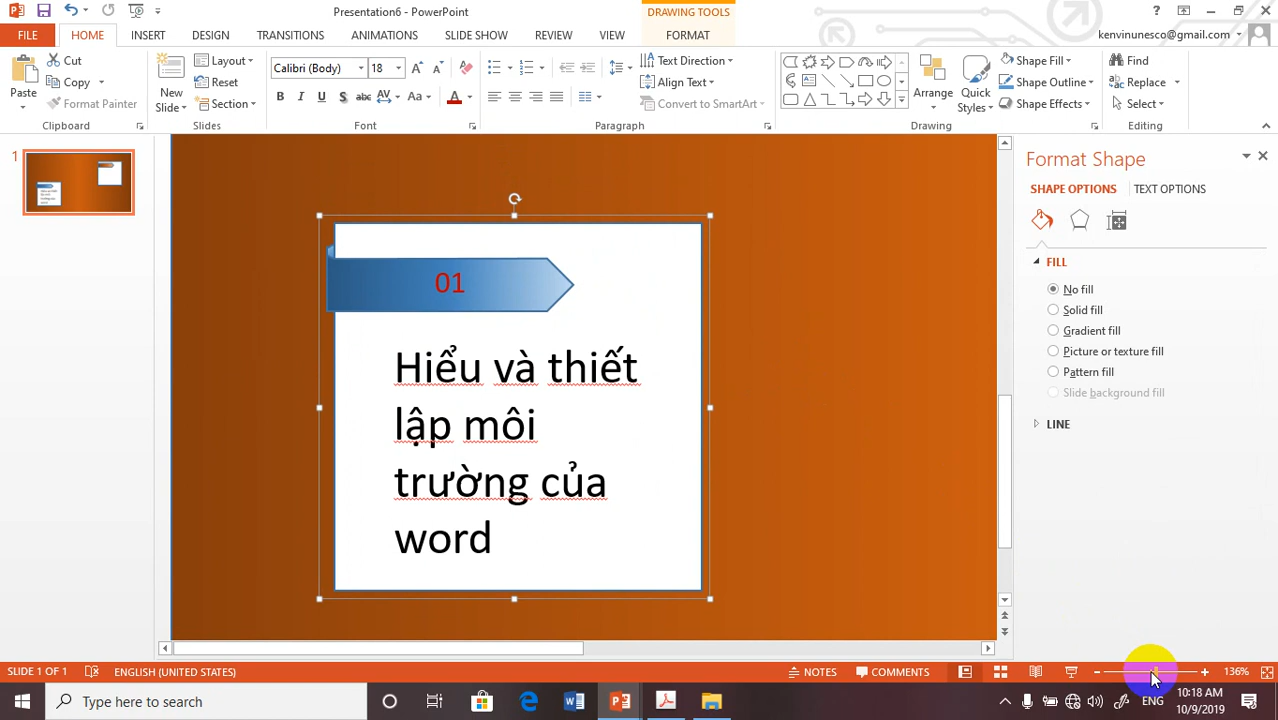 Presentation6 - PowerPoint
DRAWING TOOLS
?
FILE
HOME
INSERT
DESIGN
TRANSITIONS
ANIMATIONS
SLIDE SHOW
REVIEW
VIEW
FORMAT
kenvinunesco@gmail.com
Paste
Cut
Copy
Format Painter
Clipboard
New Slide
Layout
Reset
Section
Slides
Calibri (Body)
18
B I U S abc AV Aa A
Font
Text Direction
Align Text
Convert to SmartArt
Paragraph
Arrange
Quick Styles
Shape Fill
Shape Outline
Shape Effects
Drawing
Find
Replace
Select
Editing
1
01
Hiểu và thiết
lập môi
trường của
word
Format Shape
SHAPE OPTIONS
TEXT OPTIONS
FILL
No fill
Solid fill
Gradient fill
Picture or texture fill
Pattern fill
Slide background fill
LINE
SLIDE 1 OF 1
ENGLISH (UNITED STATES)
NOTES
COMMENTS
136%
Type here to search
ENG
10:18 AM
10/9/2019